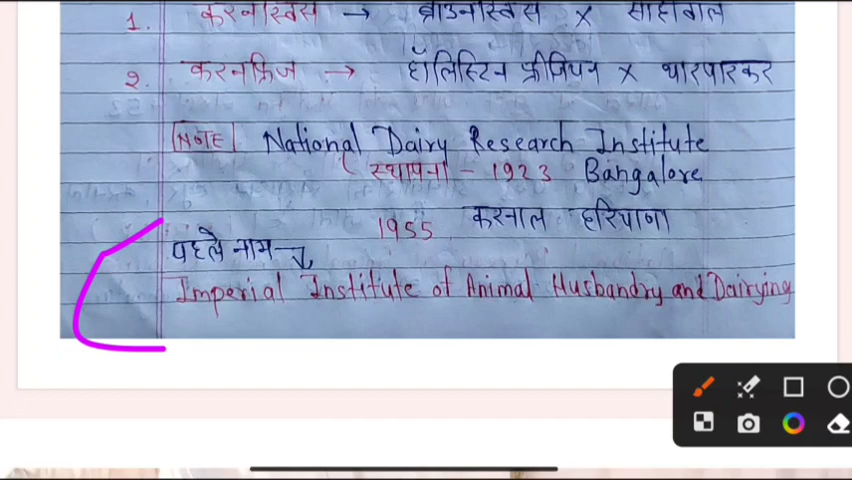 1. करनस्विस → ब्राउनस्विस × साहीवाल
2. करनफ्रिज → हॉलिस्टिन फ्रीजियन × थारपारकर
NOTE National Dairy Research Institute
( स्थापना - 1923 Bangalore
1955 करनाल हरियाणा
पहले नाम →
Imperial Institute of Animal Husbandry and Dairying